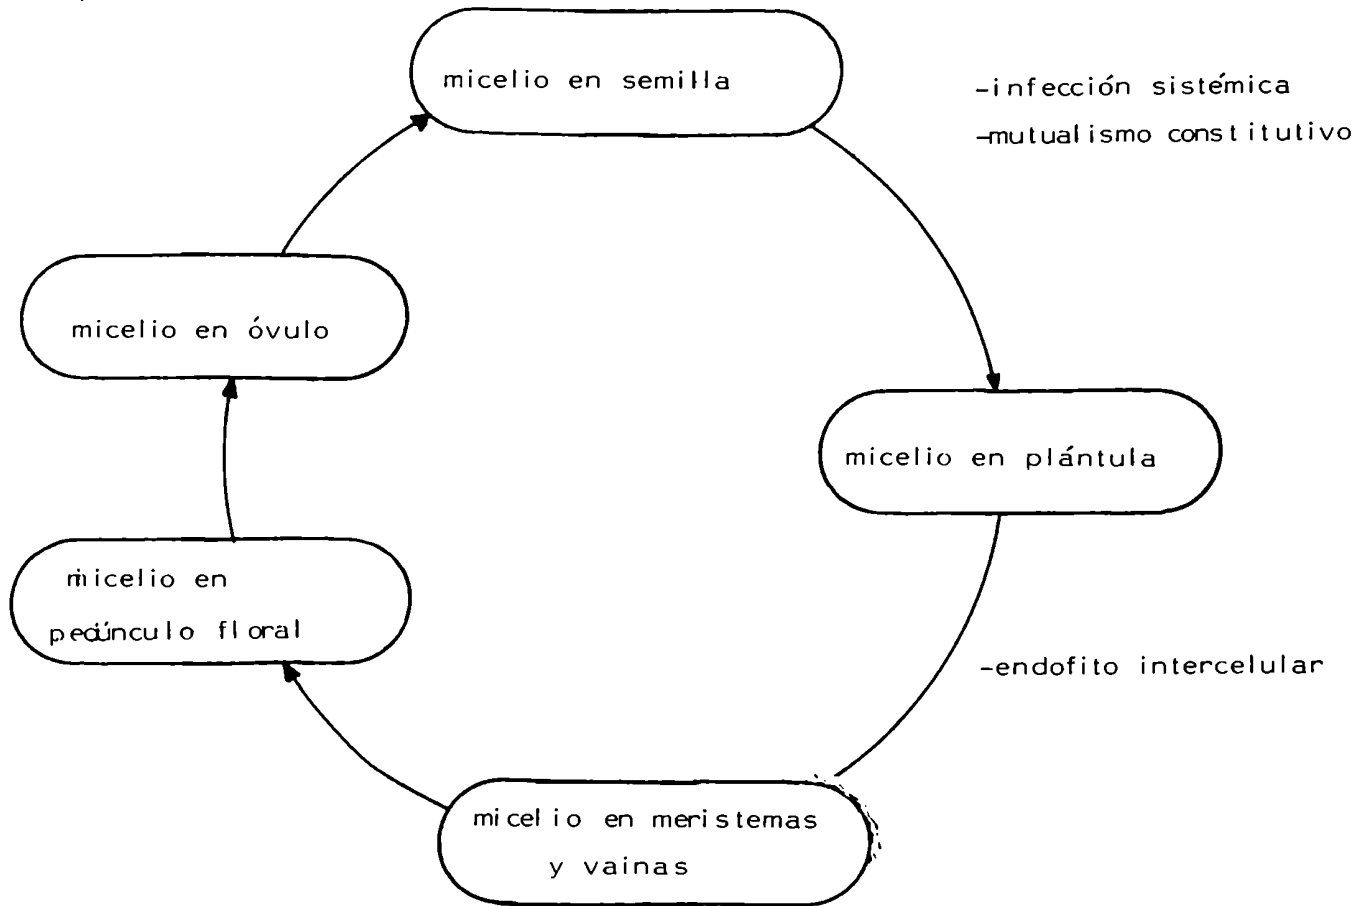 micelio en semilla
-infección sistémica
-mutualismo constitutivo
micelio en óvulo
micelio en plántula
micelio en
pedúnculo floral
-endofito intercelular
micelio en meristemas
y vainas